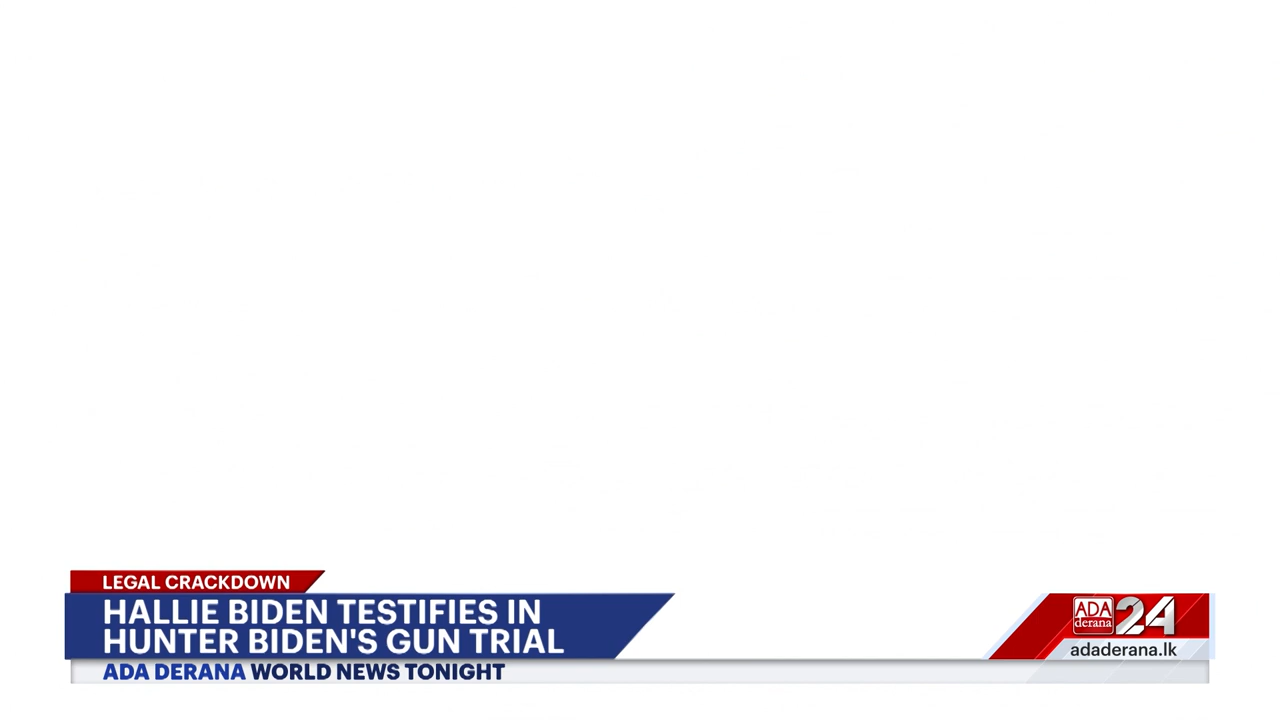 LEGAL CRACKDOWN
HALLIE BIDEN TESTIFIES IN
HUNTER BIDEN'S GUN TRIAL
ADA DERANA WORLD NEWS TONIGHT
ADA
derana
24
adaderana.lk